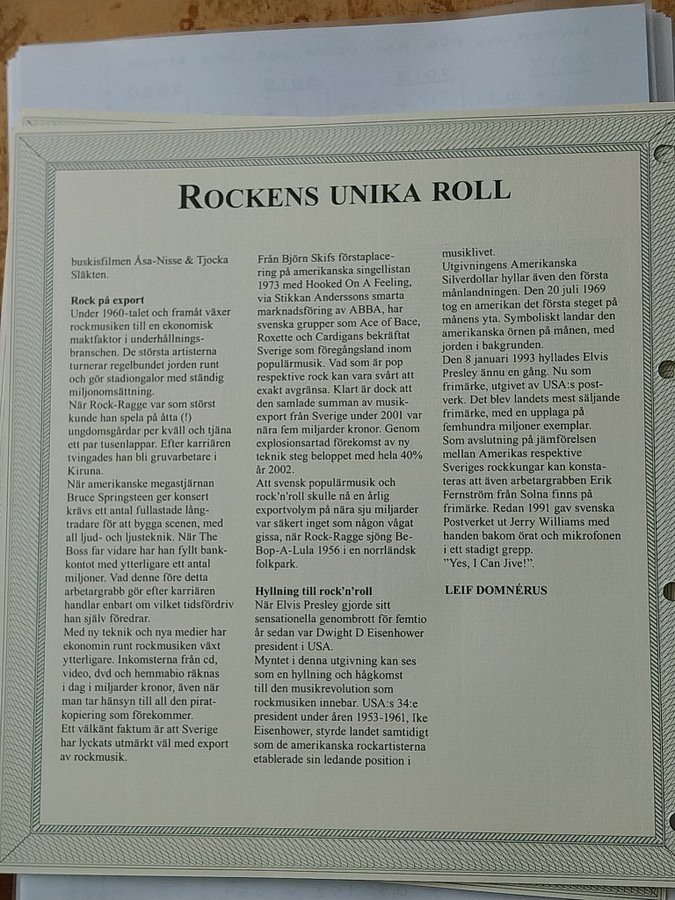 ROCKENS UNIKA ROLL
buskisfilmen Åsa-Nisse & Tjocka
Släkten.
Rock på export
Under 1960-talet och framåt växer
rockmusiken till en ekonomisk
maktfaktor i underhållnings-
branschen. De största artisterna
turnerar regelbundet jorden runt
och gör stadiongalor med ständig
miljonomsättning.
När Rock-Ragge var som störst
kunde han spela på åtta (!)
ungdomsgårdar per kväll och tjäna
ett par tusenlappar. Efter karriären
tvingades han bli gruvarbetare i
Kiruna.
När amerikanske megastjärnan
Bruce Springsteen ger konsert
krävs ett antal fullastade lång-
tradare för att bygga scenen, med
all ljud- och ljusteknik. När The
Boss far vidare har han fyllt bank-
kontot med ytterligare ett antal
miljoner. Vad denne före detta
arbetargrabb gör efter karriären
handlar enbart om vilket tidsfördriv
han själv föredrar.
Med ny teknik och nya medier har
ekonomin runt rockmusiken växt
ytterligare. Inkomsterna från cd,
video, dvd och hemmabio räknas
i dag i miljarder kronor, även när
man tar hänsyn till all den pirat-
kopiering som förekommer.
Ett välkänt faktum är att Sverige
har lyckats utmärkt väl med export
av rockmusik.
Från Björn Skifs förstaplace-
ring på amerikanska singellistan
1973 med Hooked On A Feeling,
via Stikkan Anderssons smarta
marknadsföring av ABBA, har
svenska grupper som Ace of Bace,
Roxette och Cardigans bekräftat
Sverige som föregångsland inom
populärmusik. Vad som är pop
respektive rock kan vara svårt att
exakt avgränsa. Klart är dock att
den samlade summan av musik-
export från Sverige under 2001 var
nära fem miljarder kronor. Genom
explosionsartad förekomst av ny
teknik steg beloppet med hela 40%
år 2002.
Att svensk populärmusik och
rock'n'roll skulle nå en årlig
exportvolym på nära sju miljarder
var säkert inget som någon vågat
gissa, när Rock-Ragge sjöng Be-
Bop-A-Lula 1956 i en norrländsk
folkpark.
Hyllning till rock'n'roll
När Elvis Presley gjorde sitt
sensationella genombrott för femtio
år sedan var Dwight D Eisenhower
president i USA.
Myntet i denna utgivning kan ses
som en hyllning och hågkomst
till den musikrevolution som
rockmusiken innebar. USA:s 34:e
president under åren 1953-1961, Ike
Eisenhower, styrde landet samtidigt
som de amerikanska rockartisterna
etablerade sin ledande position i
musiklivet.
Utgivningens Amerikanska
Silverdollar hyllar även den första
månlandningen. Den 20 juli 1969
tog en amerikan det första steget på
månens yta. Symboliskt landar den
amerikanska örnen på månen, med
jorden i bakgrunden.
Den 8 januari 1993 hyllades Elvis
Presley ännu en gång. Nu som
frimärke, utgivet av USA:s post-
verk. Det blev landets mest säljande
frimärke, med en upplaga på
femhundra miljoner exemplar.
Som avslutning på jämförelsen
mellan Amerikas respektive
Sveriges rockkungar kan konsta-
teras att även arbetargrabben Erik
Fernström från Solna finns på
frimärke. Redan 1991 gav svenska
Postverket ut Jerry Williams med
handen bakom örat och mikrofonen
i ett stadigt grepp.
"Yes, I Can Jive!".
LEIF DOMNÉRUS